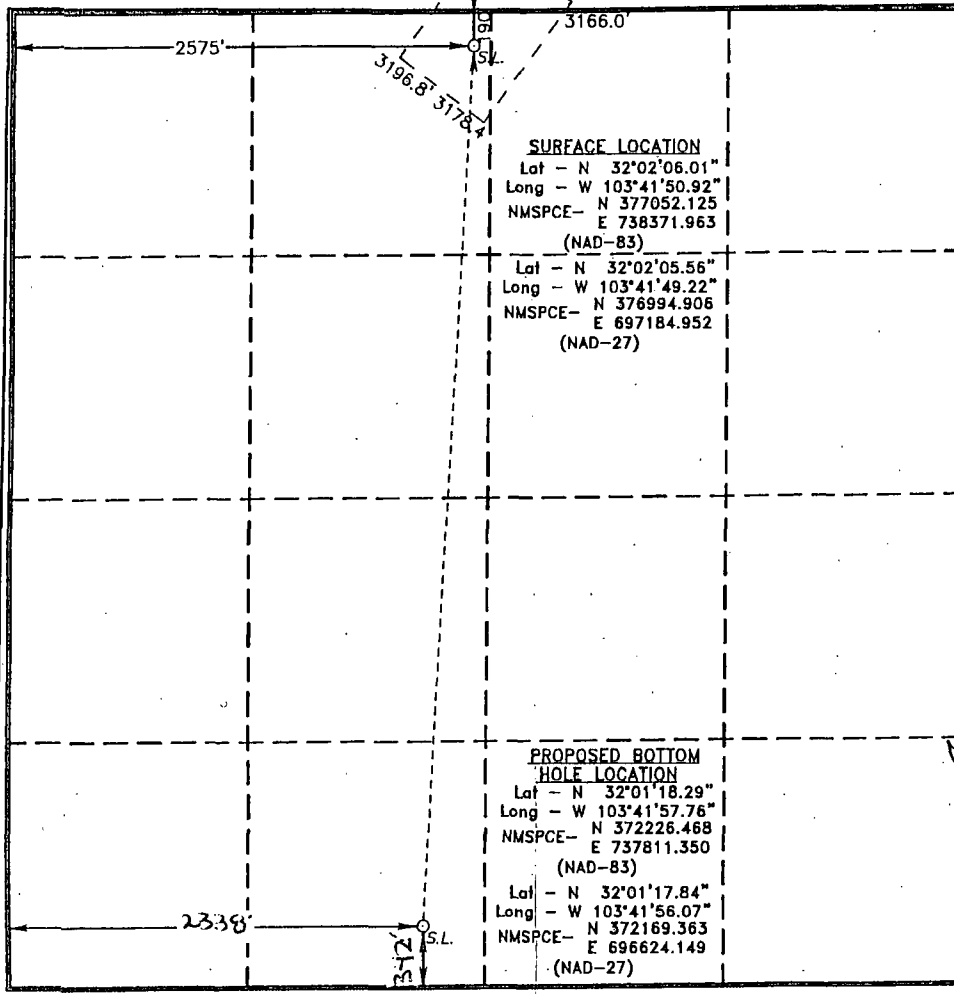 3166.0'
190'
2575'
S.L.
3196.8' 3178.4
SURFACE LOCATION
Lat - N 32°02'06.01"
Long - W 103°41'50.92"
NMSPCE- N 377052.125
E 738371.963
(NAD-83)
Lat - N 32°02'05.56"
Long - W 103°41'49.22"
NMSPCE- N 376994.906
E 697184.952
(NAD-27)
PROPOSED BOTTOM
HOLE LOCATION
Lat - N 32°01'18.29"
Long - W 103°41'57.76"
NMSPCE- N 372226.468
E 737811.350
(NAD-83)
Lat - N 32°01'17.84"
Long - W 103°41'56.07"
NMSPCE- N 372169.363
E 696624.149
(NAD-27)
2338'
S.L.
342'